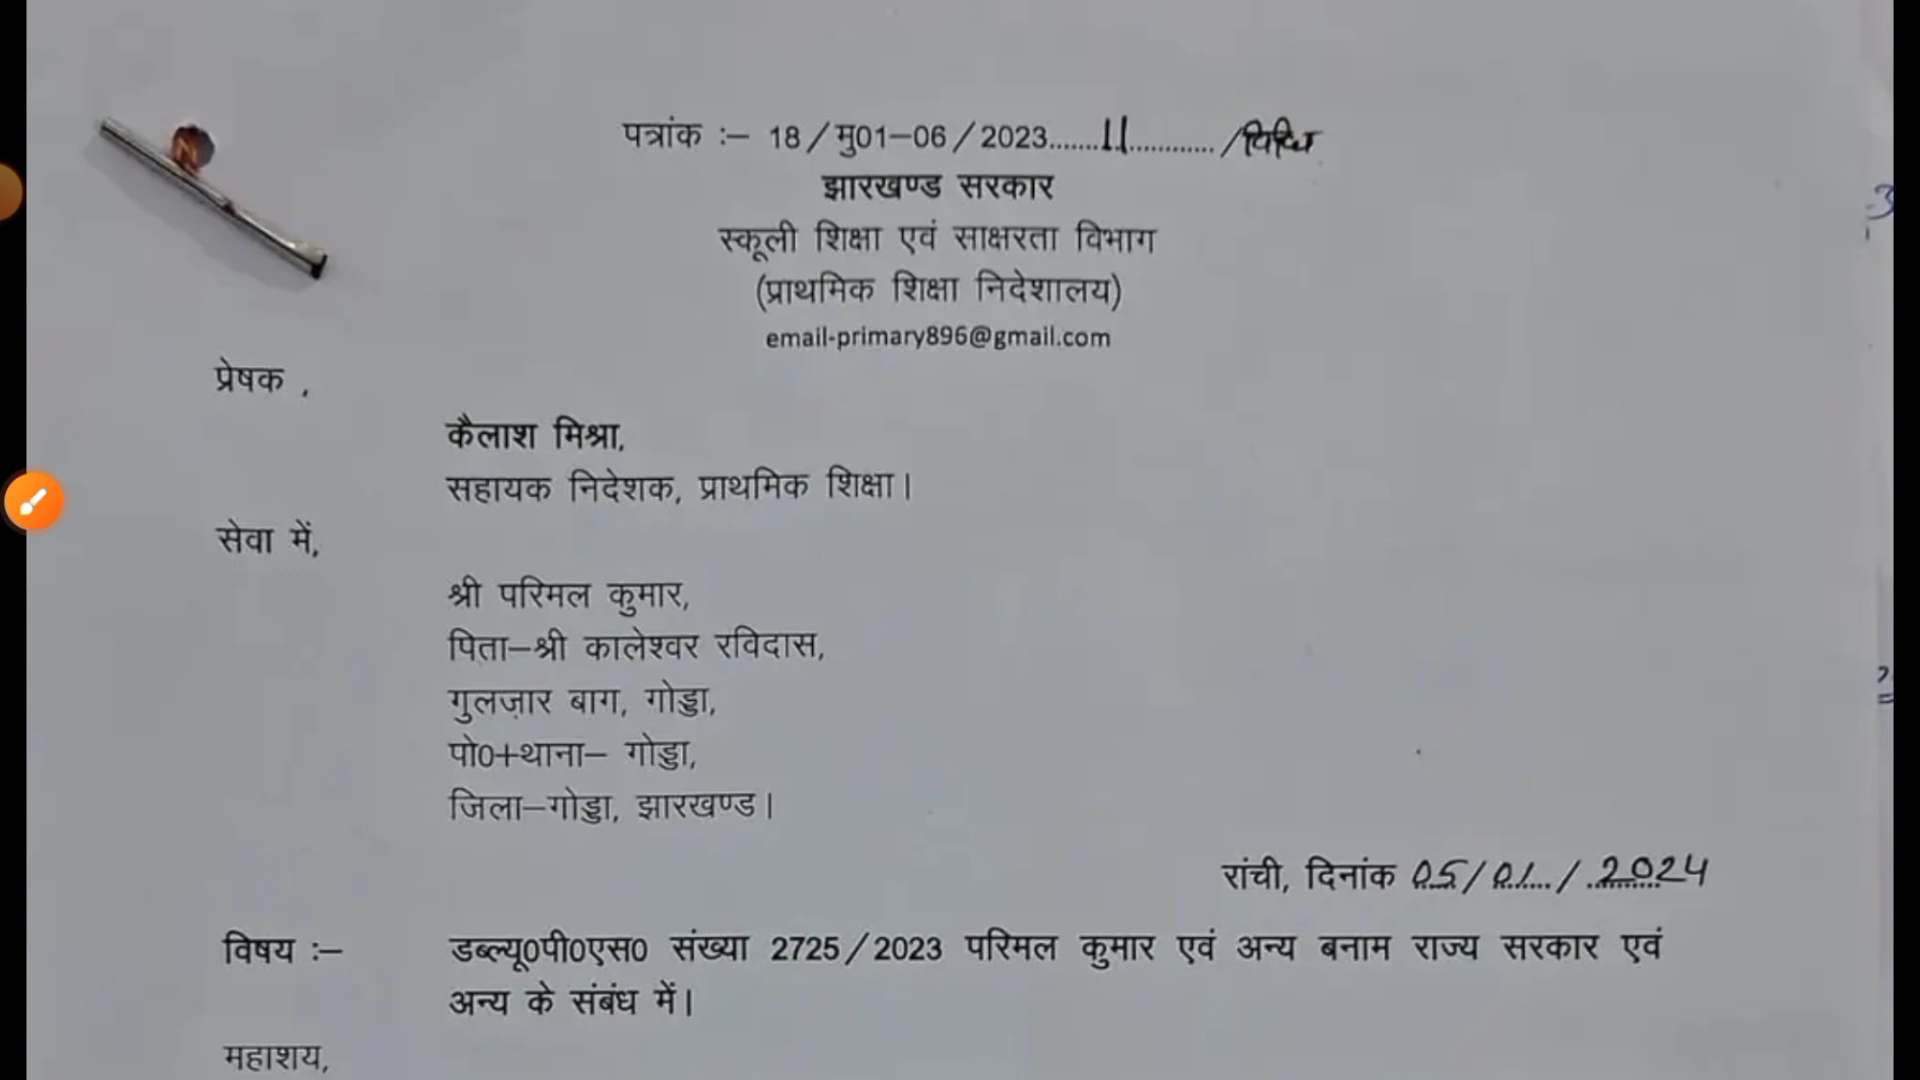 पत्रांक :– 18/मु01–06/2023.......11............./विधि
झारखण्ड सरकार
स्कूली शिक्षा एवं साक्षरता विभाग
(प्राथमिक शिक्षा निदेशालय)
email-primary896@gmail.com
प्रेषक ,
कैलाश मिश्रा,
सहायक निदेशक, प्राथमिक शिक्षा।
सेवा में,
श्री परिमल कुमार,
पिता–श्री कालेश्वर रविदास,
गुलज़ार बाग, गोड्डा,
पो0+थाना– गोड्डा,
जिला–गोड्डा, झारखण्ड।
रांची, दिनांक 05/01/2024
विषय :– डब्ल्यू0पी0एस0 संख्या 2725/2023 परिमल कुमार एवं अन्य बनाम राज्य सरकार एवं
अन्य के संबंध में।
महाशय,